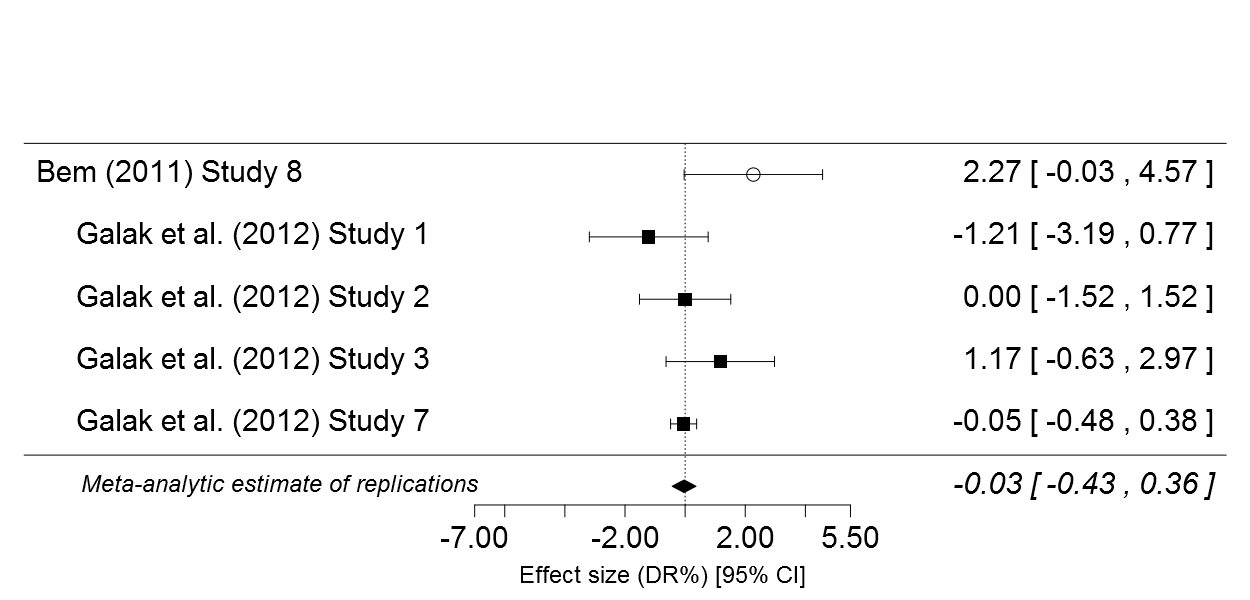 Bem (2011) Study 8 2.27 [ -0.03 , 4.57 ]
Galak et al. (2012) Study 1 -1.21 [ -3.19 , 0.77 ]
Galak et al. (2012) Study 2 0.00 [ -1.52 , 1.52 ]
Galak et al. (2012) Study 3 1.17 [ -0.63 , 2.97 ]
Galak et al. (2012) Study 7 -0.05 [ -0.48 , 0.38 ]
Meta-analytic estimate of replications -0.03 [ -0.43 , 0.36 ]
-7.00 -2.00 2.00 5.50
Effect size (DR%) [95% CI]